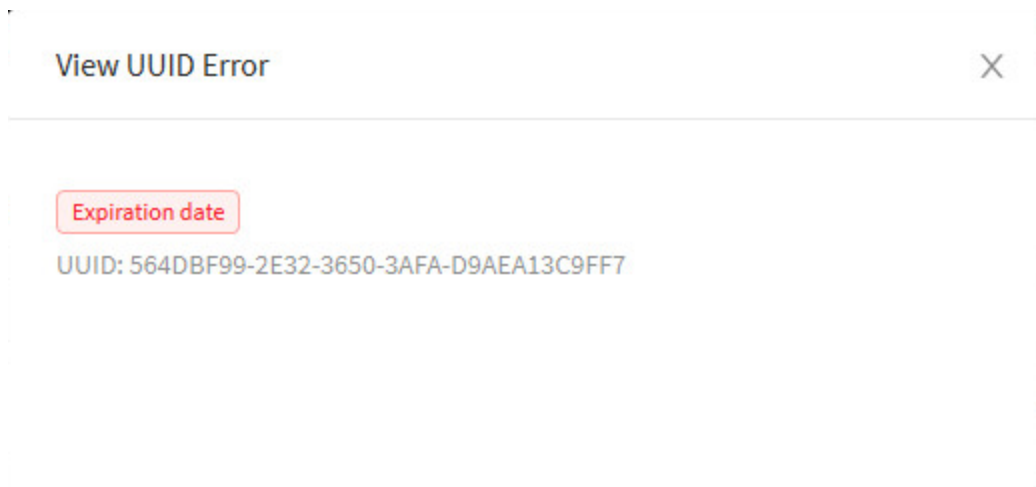 View UUID Error
Expiration date
UUID: 564DBF99-2E32-3650-3AFA-D9AEA13C9FF7